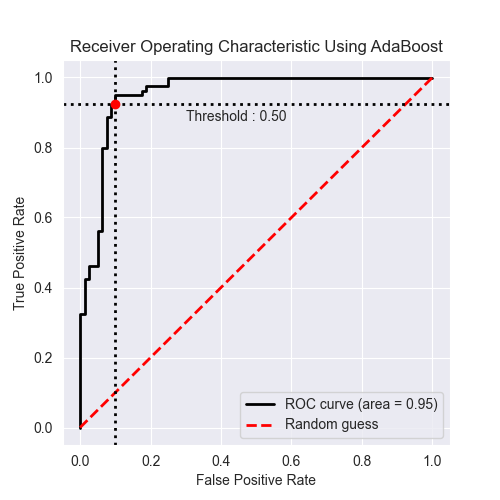 Receiver Operating Characteristic Using AdaBoost
1.0
0.8
0.6
0.4
0.2
0.0
True Positive Rate
Threshold : 0.50
ROC curve (area = 0.95)
Random guess
0.0 0.2 0.4 0.6 0.8 1.0
False Positive Rate